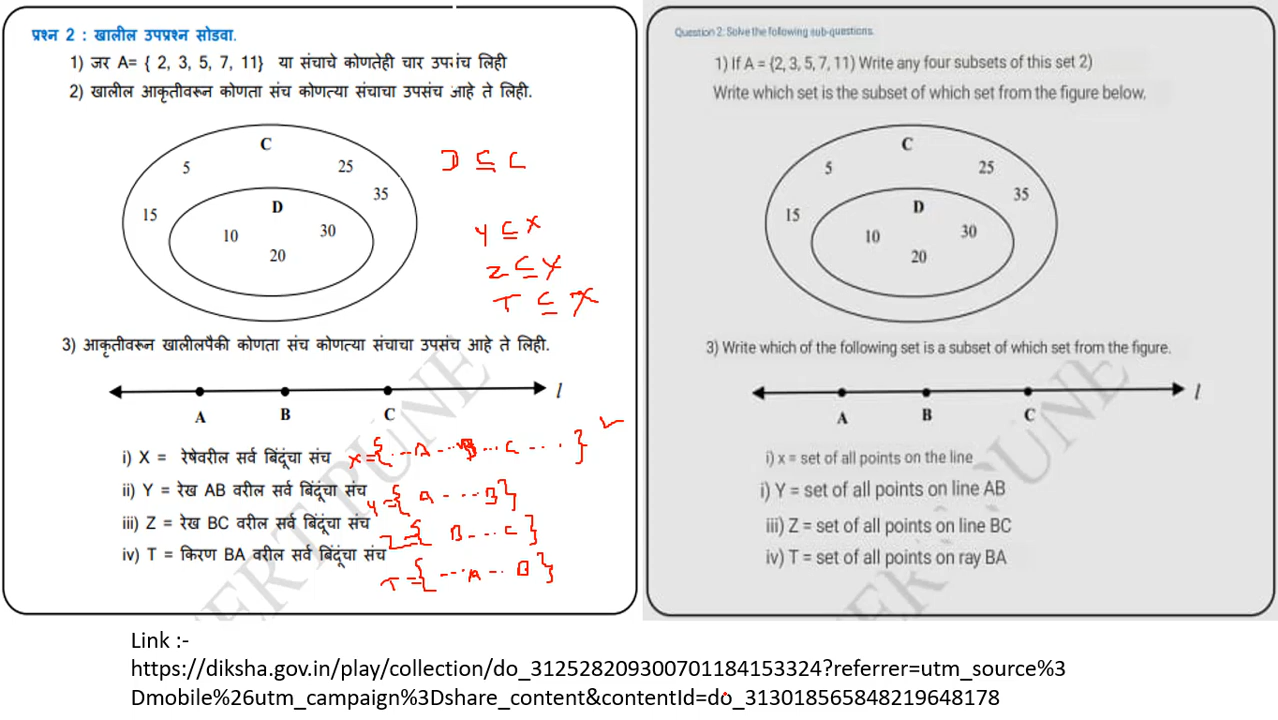 प्रश्न 2 : खालील उपप्रश्न सोडवा.
1) जर A= { 2, 3, 5, 7, 11} या संचाचे कोणतेही चार उपसंच लिही
2) खालील आकृतीवरून कोणता संच कोणत्या संचाचा उपसंच आहे ते लिही.
C
5
25
35
15
D
10
30
20
D ⊆ C
Y ⊆ X
Z ⊆ Y
T ⊆ X
3) आकृतीवरून खालीलपैकी कोणता संच कोणत्या संचाचा उपसंच आहे ते लिही.
l
A B C
i) X = रेषेवरील सर्व बिंदूंचा संच X={ ...A...B...C... }
ii) Y = रेख AB वरील सर्व बिंदूंचा संच Y={ A ... B }
iii) Z = रेख BC वरील सर्व बिंदूंचा संच Z={ B ... C }
iv) T = किरण BA वरील सर्व बिंदूंचा संच T={ ...A... B }
Question 2: Solve the following sub-questions.
1) If A = {2, 3, 5, 7, 11) Write any four subsets of this set 2)
Write which set is the subset of which set from the figure below.
C
5
25
35
15
D
10
30
20
3) Write which of the following set is a subset of which set from the figure.
l
A B C
i) x = set of all points on the line
i) Y = set of all points on line AB
iii) Z = set of all points on line BC
iv) T = set of all points on ray BA
ERT PUNE
ERT PUNE
Link :-
https://diksha.gov.in/play/collection/do_312528209300701184153324?referrer=utm_source%3
Dmobile%26utm_campaign%3Dshare_content&contentId=do_313018565848219648178